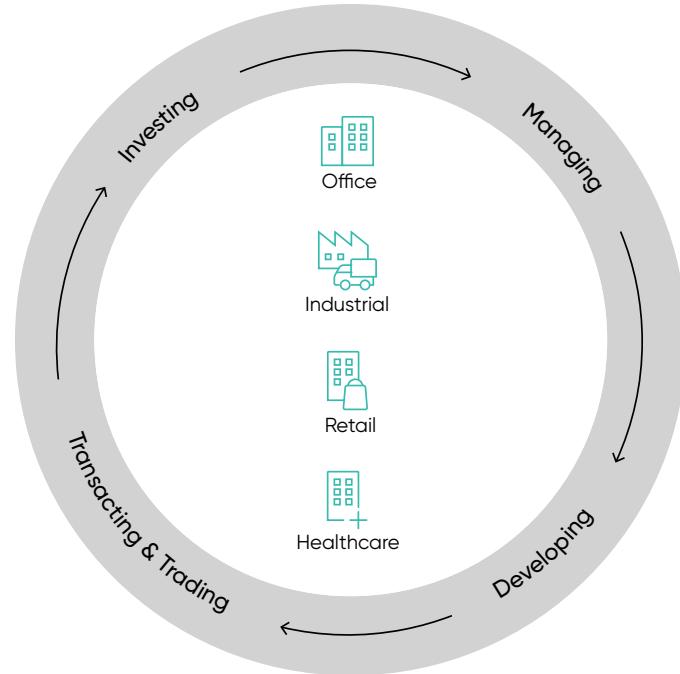 Investing
Managing
Office
Industrial
Retail
Healthcare
Transacting & Trading
Developing